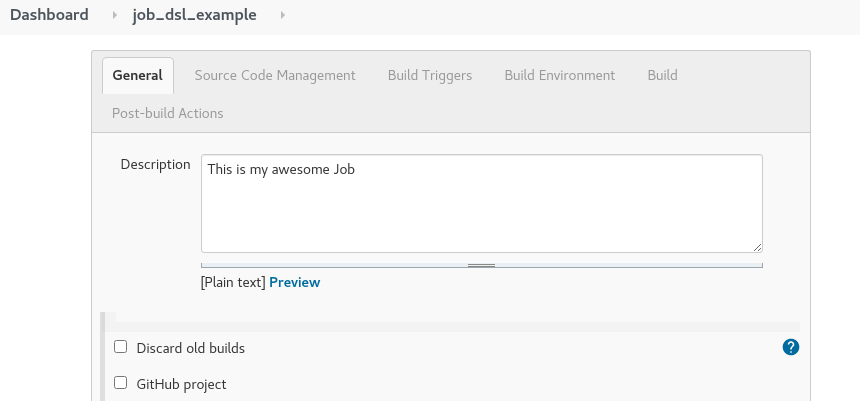 Dashboard job_dsl_example
General Source Code Management Build Triggers Build Environment Build
Post-build Actions
Description This is my awesome Job
[Plain text] Preview
Discard old builds ?
GitHub project